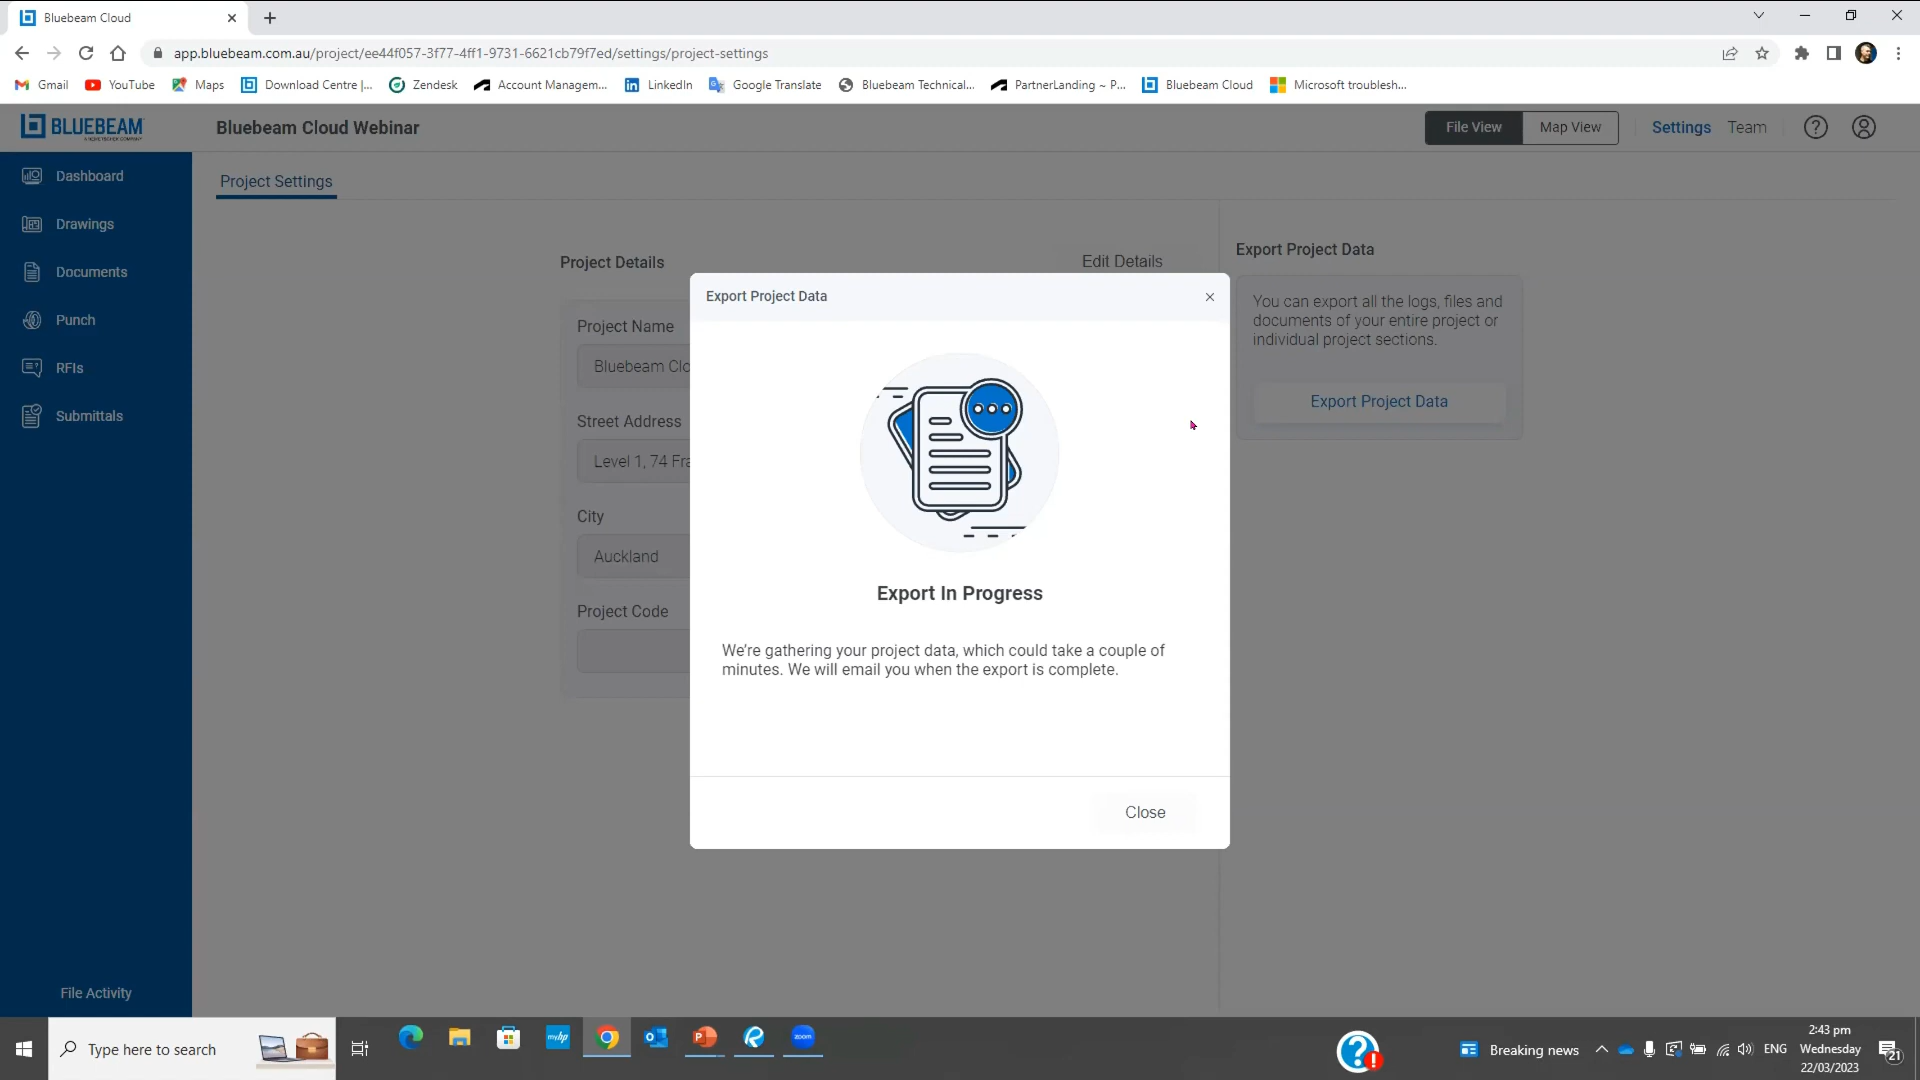 Bluebeam Cloud
app.bluebeam.com.au/project/ee44f057-3f77-4ff1-9731-6621cb79f7ed/settings/project-settings
Gmail YouTube Maps Download Centre |... Zendesk Account Managem... LinkedIn Google Translate Bluebeam Technical... PartnerLanding ~ P... Bluebeam Cloud Microsoft troublesh...
BLUEBEAM
Bluebeam Cloud Webinar
File View Map View Settings Team
Dashboard
Drawings
Documents
Punch
RFIs
Submittals
File Activity
Project Settings
Project Details
Edit Details
Project Name
Bluebeam Clo
Street Address
Level 1, 74 Fra
City
Auckland
Project Code
Export Project Data
Export In Progress
We're gathering your project data, which could take a couple of
minutes. We will email you when the export is complete.
Close
Export Project Data
You can export all the logs, files and
documents of your entire project or
individual project sections.
Export Project Data
Type here to search
myhp
zoom
Breaking news
ENG
2:43 pm
Wednesday
22/03/2023
21